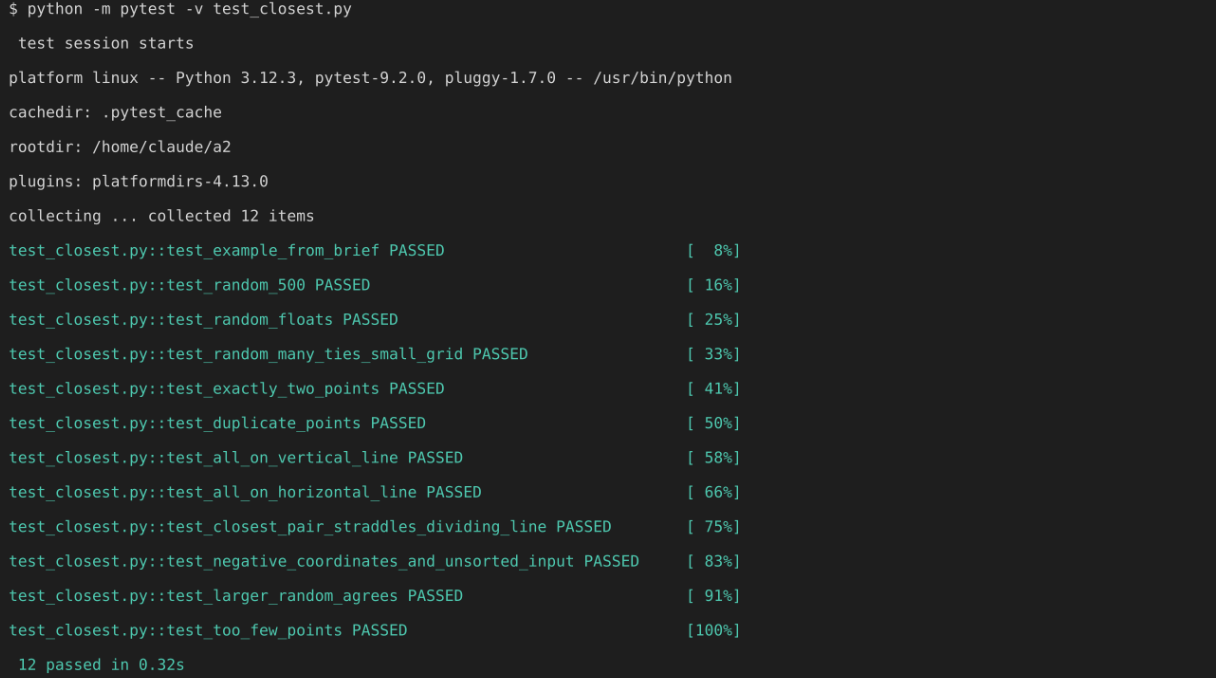 $ python -m pytest -v test_closest.py
test session starts
platform linux -- Python 3.12.3, pytest-9.2.0, pluggy-1.7.0 -- /usr/bin/python
cachedir: .pytest_cache
rootdir: /home/claude/a2
plugins: platformdirs-4.13.0
collecting ... collected 12 items
test_closest.py::test_example_from_brief PASSED [  8%]
test_closest.py::test_random_500 PASSED [ 16%]
test_closest.py::test_random_floats PASSED [ 25%]
test_closest.py::test_random_many_ties_small_grid PASSED [ 33%]
test_closest.py::test_exactly_two_points PASSED [ 41%]
test_closest.py::test_duplicate_points PASSED [ 50%]
test_closest.py::test_all_on_vertical_line PASSED [ 58%]
test_closest.py::test_all_on_horizontal_line PASSED [ 66%]
test_closest.py::test_closest_pair_straddles_dividing_line PASSED [ 75%]
test_closest.py::test_negative_coordinates_and_unsorted_input PASSED [ 83%]
test_closest.py::test_larger_random_agrees PASSED [ 91%]
test_closest.py::test_too_few_points PASSED [100%]
12 passed in 0.32s